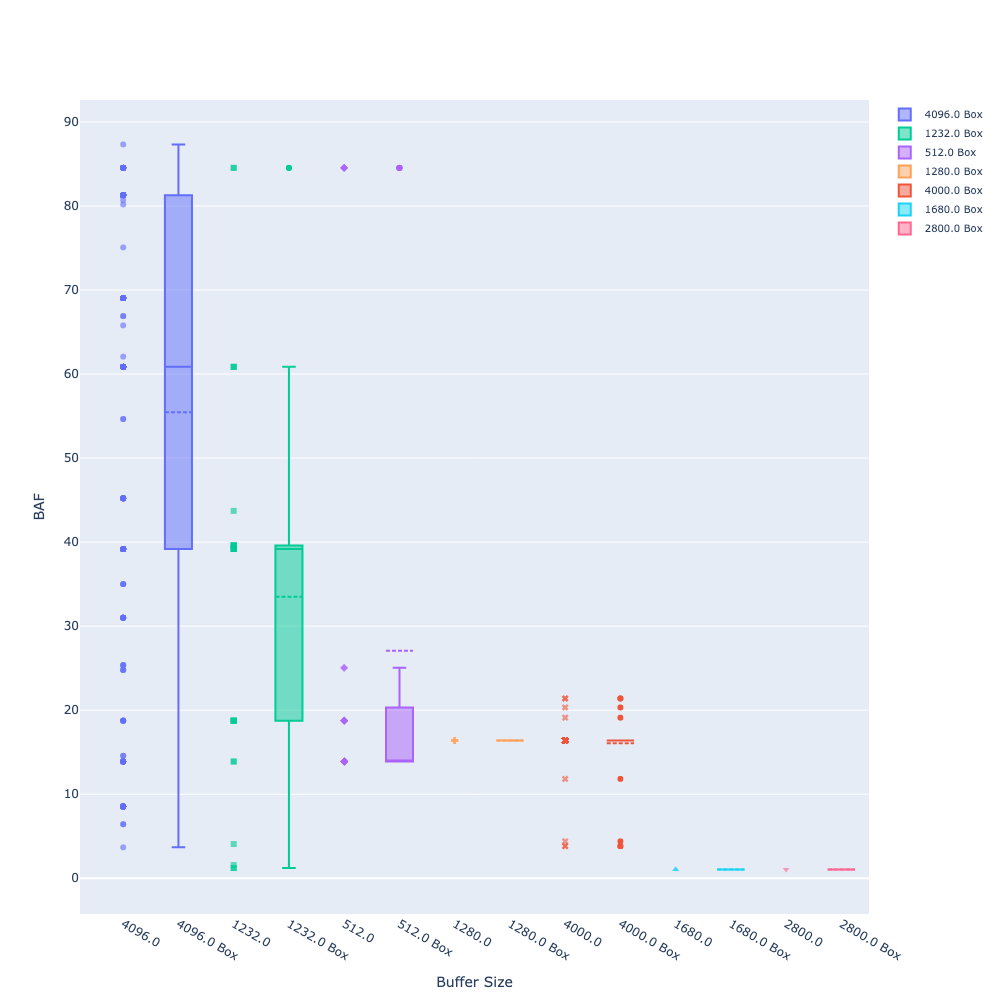 90
80
70
60
50
40
30
20
10
0
BAF
4096.0
4096.0 Box
1232.0
1232.0 Box
512.0
512.0 Box
1280.0
1280.0 Box
4000.0
4000.0 Box
1680.0
1680.0 Box
2800.0
2800.0 Box
Buffer Size
4096.0 Box
1232.0 Box
512.0 Box
1280.0 Box
4000.0 Box
1680.0 Box
2800.0 Box